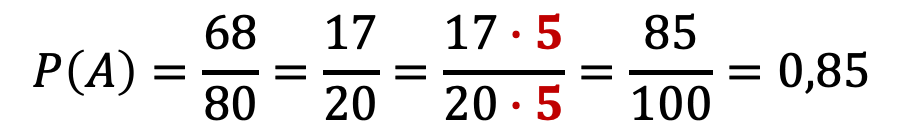 P(A) = 68/80 = 17/20 = 17 · 5/20 · 5 = 85/100 = 0,85